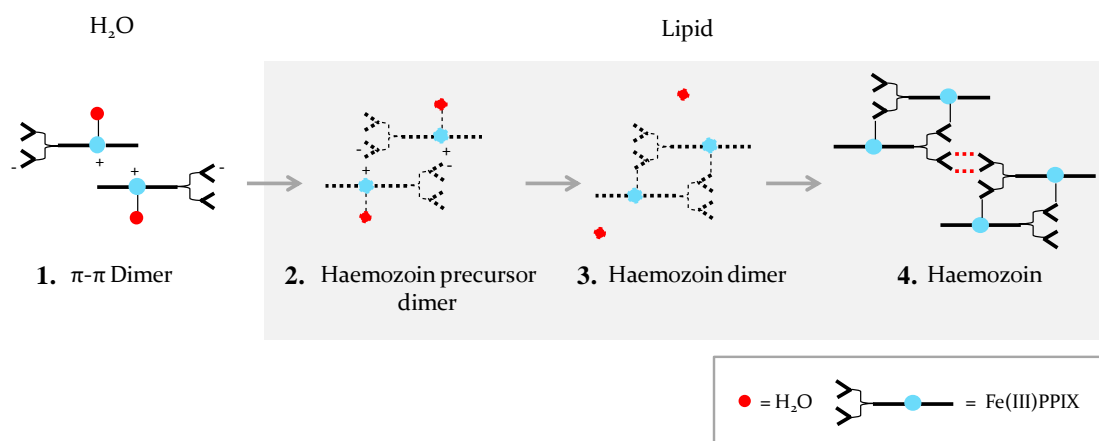 H₂O
Lipid
- + + -
- + + -
1. π-π Dimer
2. Haemozoin precursor
dimer
3. Haemozoin dimer
4. Haemozoin
= H₂O
= Fe(III)PPIX